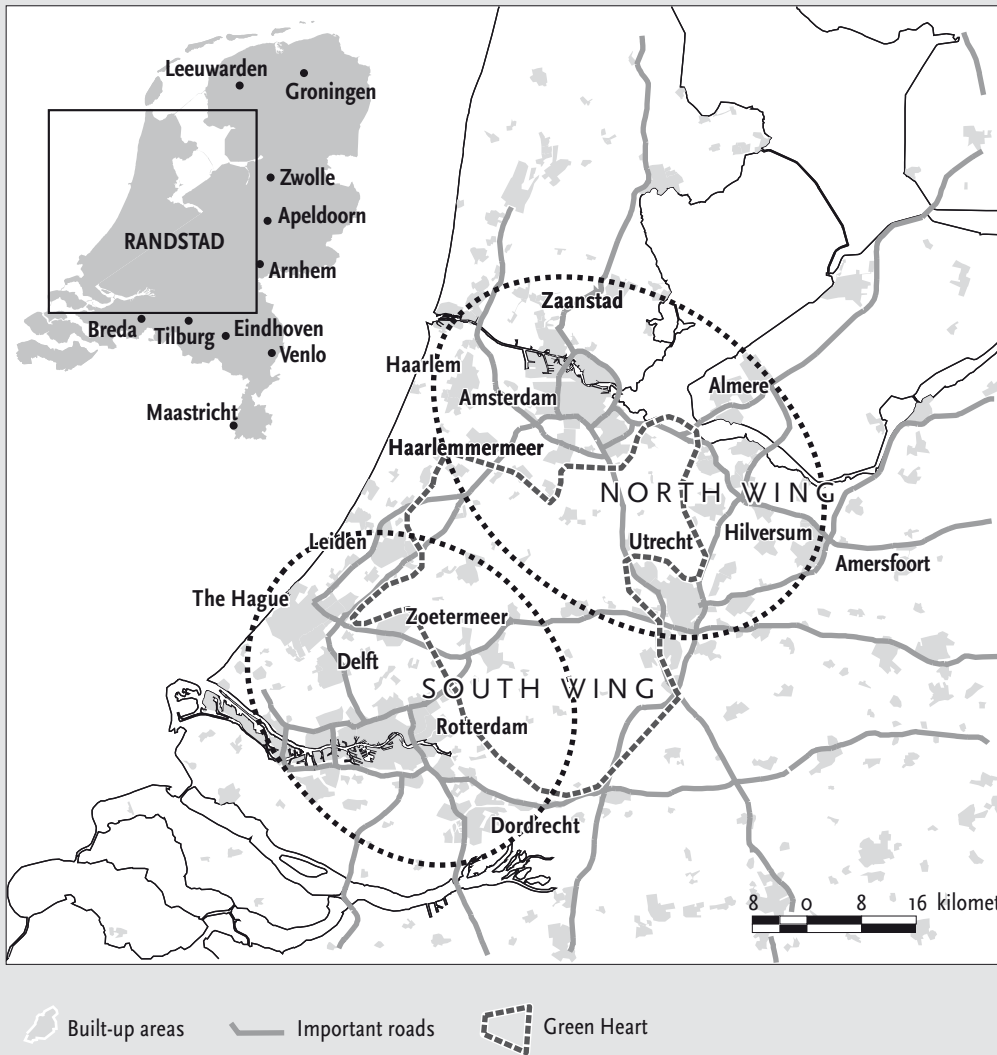 Leeuwarden
Groningen
Zwolle
Apeldoorn
RANDSTAD
Arnhem
Breda
Tilburg
Eindhoven
Venlo
Maastricht
Zaanstad
Haarlem
Almere
Amsterdam
Haarlemmermeer
NORTH WING
Leiden
Utrecht
Hilversum
Amersfoort
The Hague
Zoetermeer
Delft
SOUTH WING
Rotterdam
Dordrecht
8 0 8 16 kilomet
Built-up areas
Important roads
Green Heart